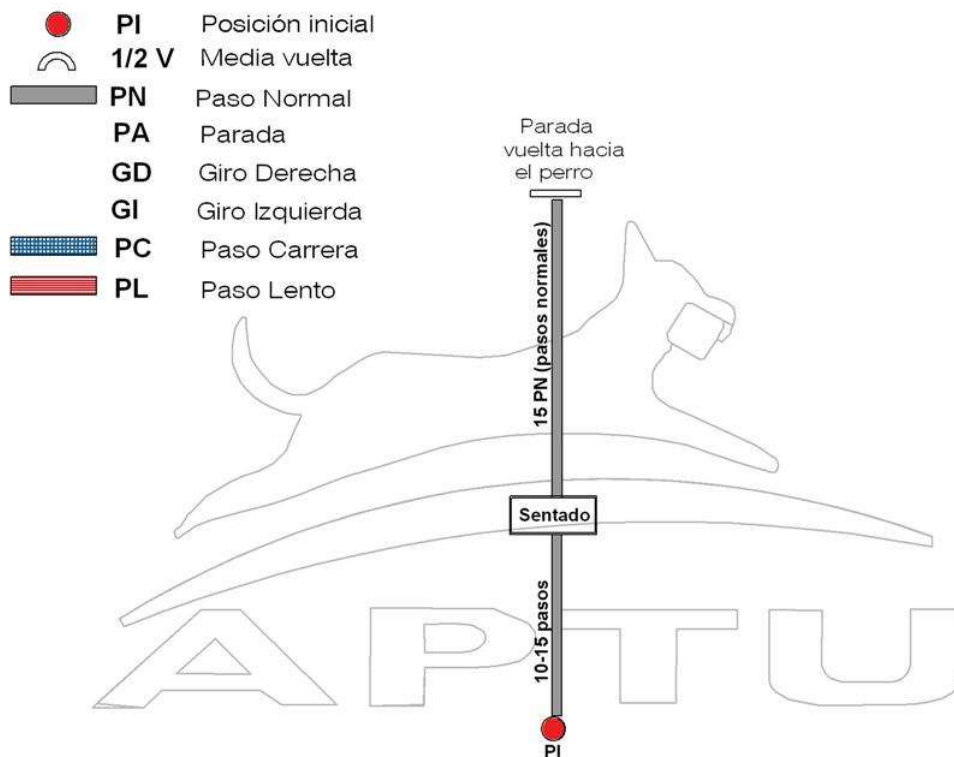 PI Posición inicial
1/2 V Media vuelta
PN Paso Normal
PA Parada
GD Giro Derecha
GI Giro Izquierda
PC Paso Carrera
PL Paso Lento
Parada
vuelta hacia
el perro
15 PN (pasos normales)
Sentado
10-15 pasos
APTU
PI